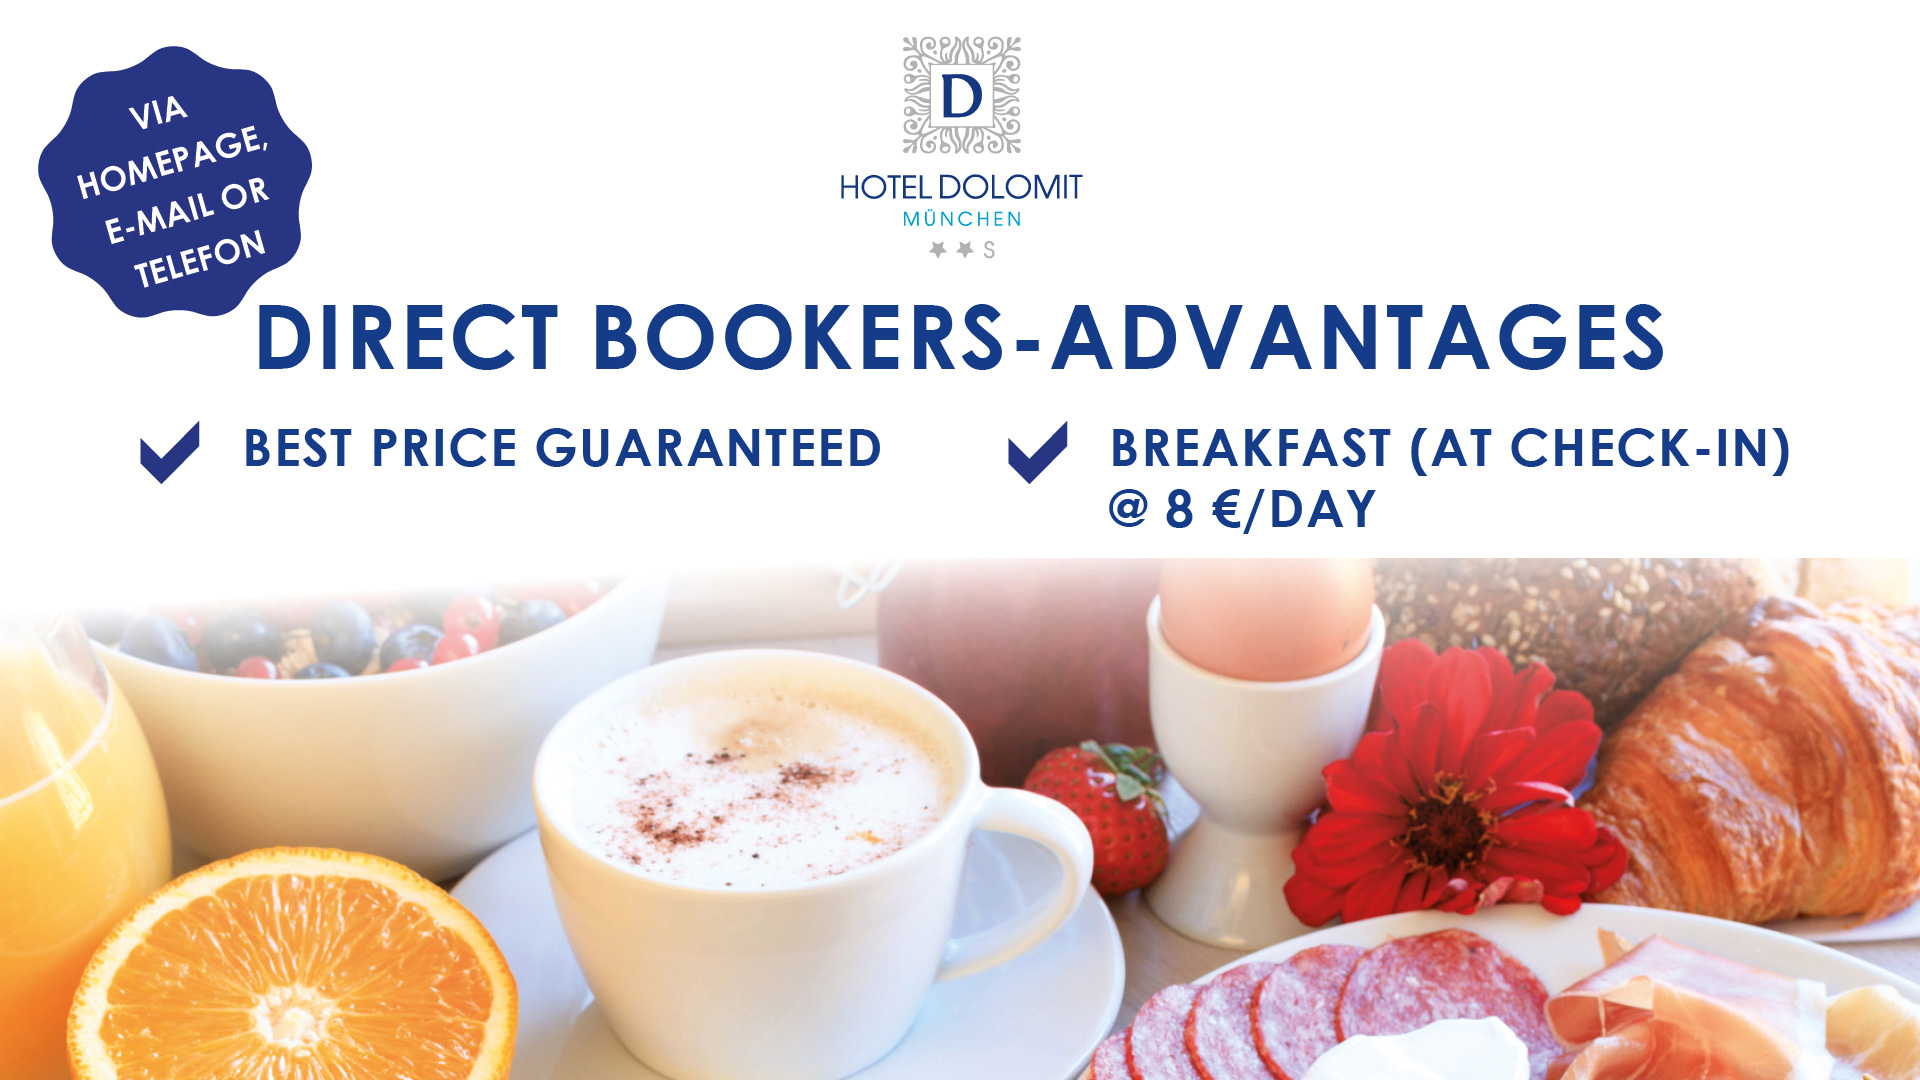 VIA
HOMEPAGE,
E-MAIL OR
TELEFON
D
HOTEL DOLOMIT
MÜNCHEN
★ ★ S
DIRECT BOOKERS-ADVANTAGES
BEST PRICE GUARANTEED
BREAKFAST (AT CHECK-IN)
@ 8 €/DAY